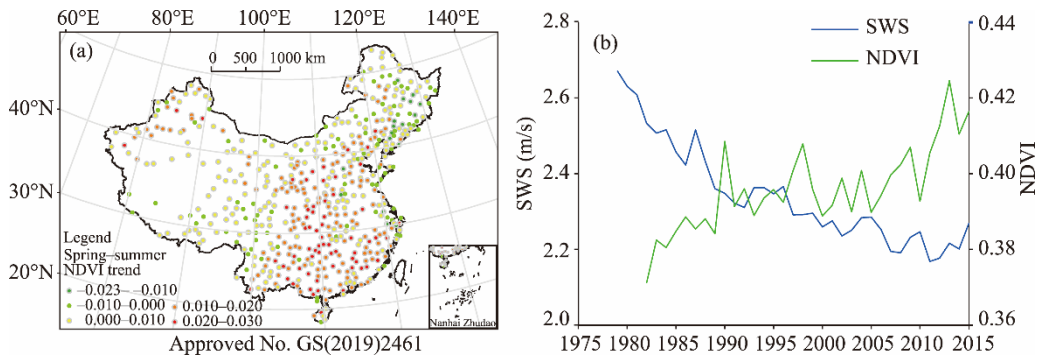 60°E 80°E 100°E 120°E 140°E
(a)
0 500 1000 km
40°N
30°N
20°N
Legend
Spring–summer
NDVI trend
−0.023– −0.010
−0.010–0.000
0.000–0.010
0.010–0.020
0.020–0.030
Nanhai Zhudao
Approved No. GS(2019)2461
(b)
SWS
NDVI
SWS (m/s)
2.8
2.6
2.4
2.2
2.0
1975 1980 1985 1990 1995 2000 2005 2010 2015
0.44
0.42
0.40
0.38
0.36
NDVI